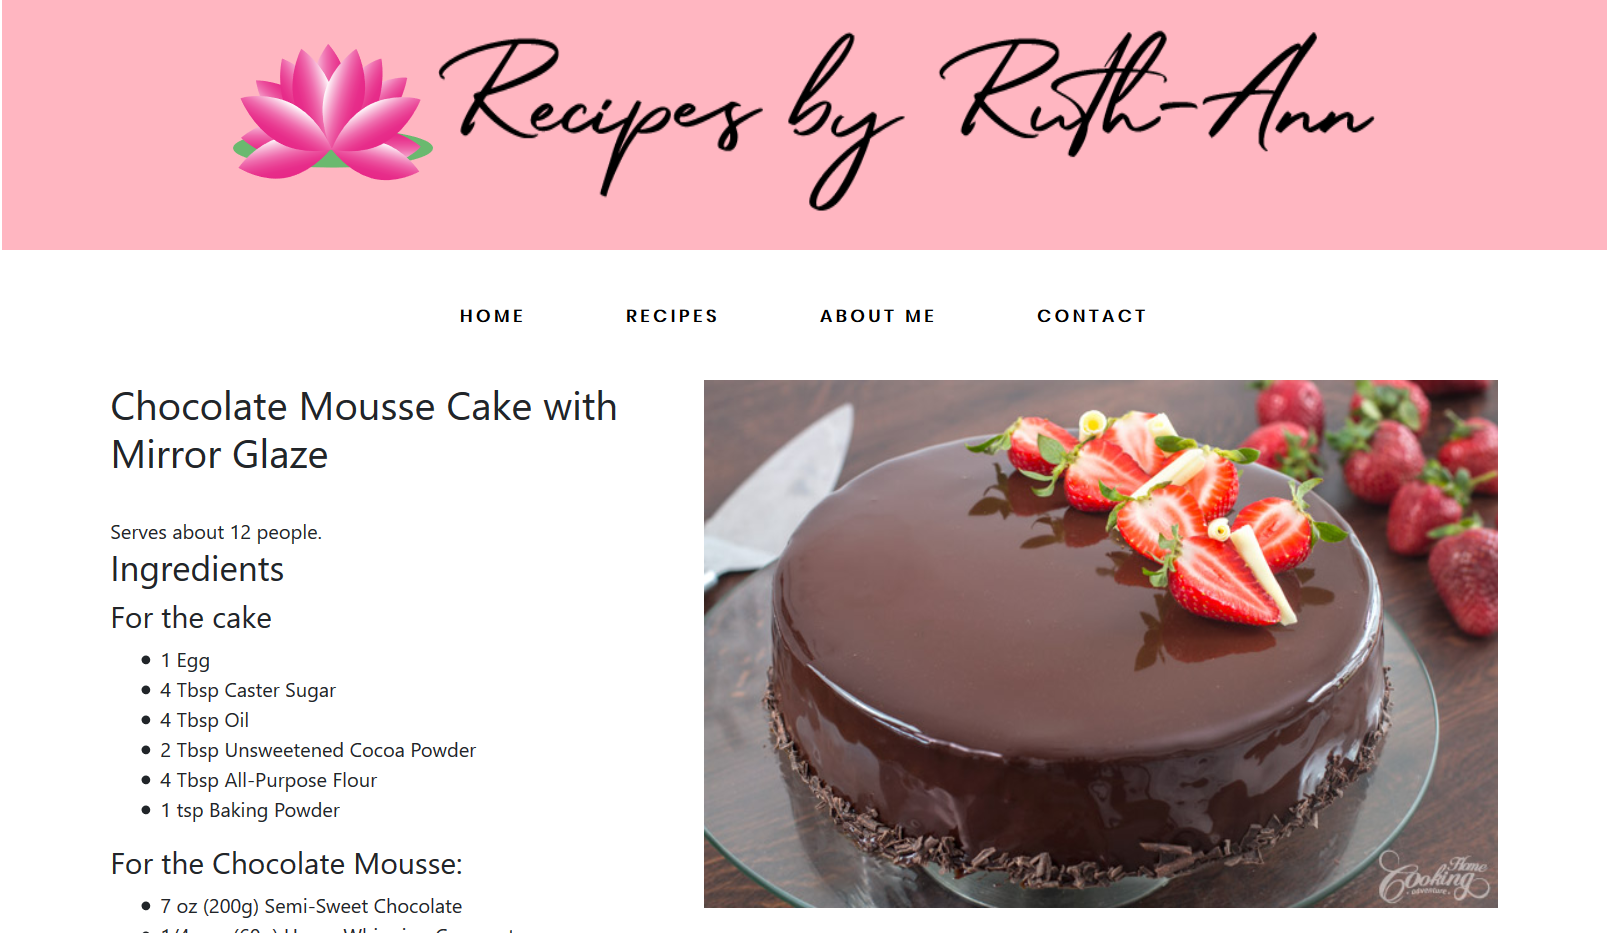 Recipes by Ruth-Ann
HOME RECIPES ABOUT ME CONTACT
Chocolate Mousse Cake with
Mirror Glaze
Serves about 12 people.
Ingredients
For the cake
1 Egg
4 Tbsp Caster Sugar
4 Tbsp Oil
2 Tbsp Unsweetened Cocoa Powder
4 Tbsp All-Purpose Flour
1 tsp Baking Powder
For the Chocolate Mousse:
7 oz (200g) Semi-Sweet Chocolate
Home
Cooking
Adventure